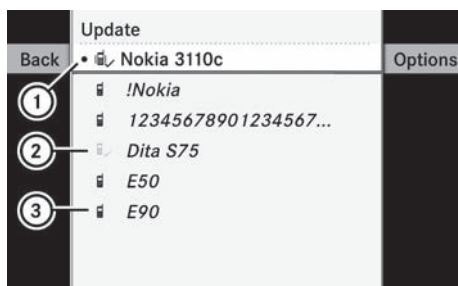 Update
Back
• Nokia 3110c
Options
1
!Nokia
12345678901234567...
2
Dita S75
E50
3
E90